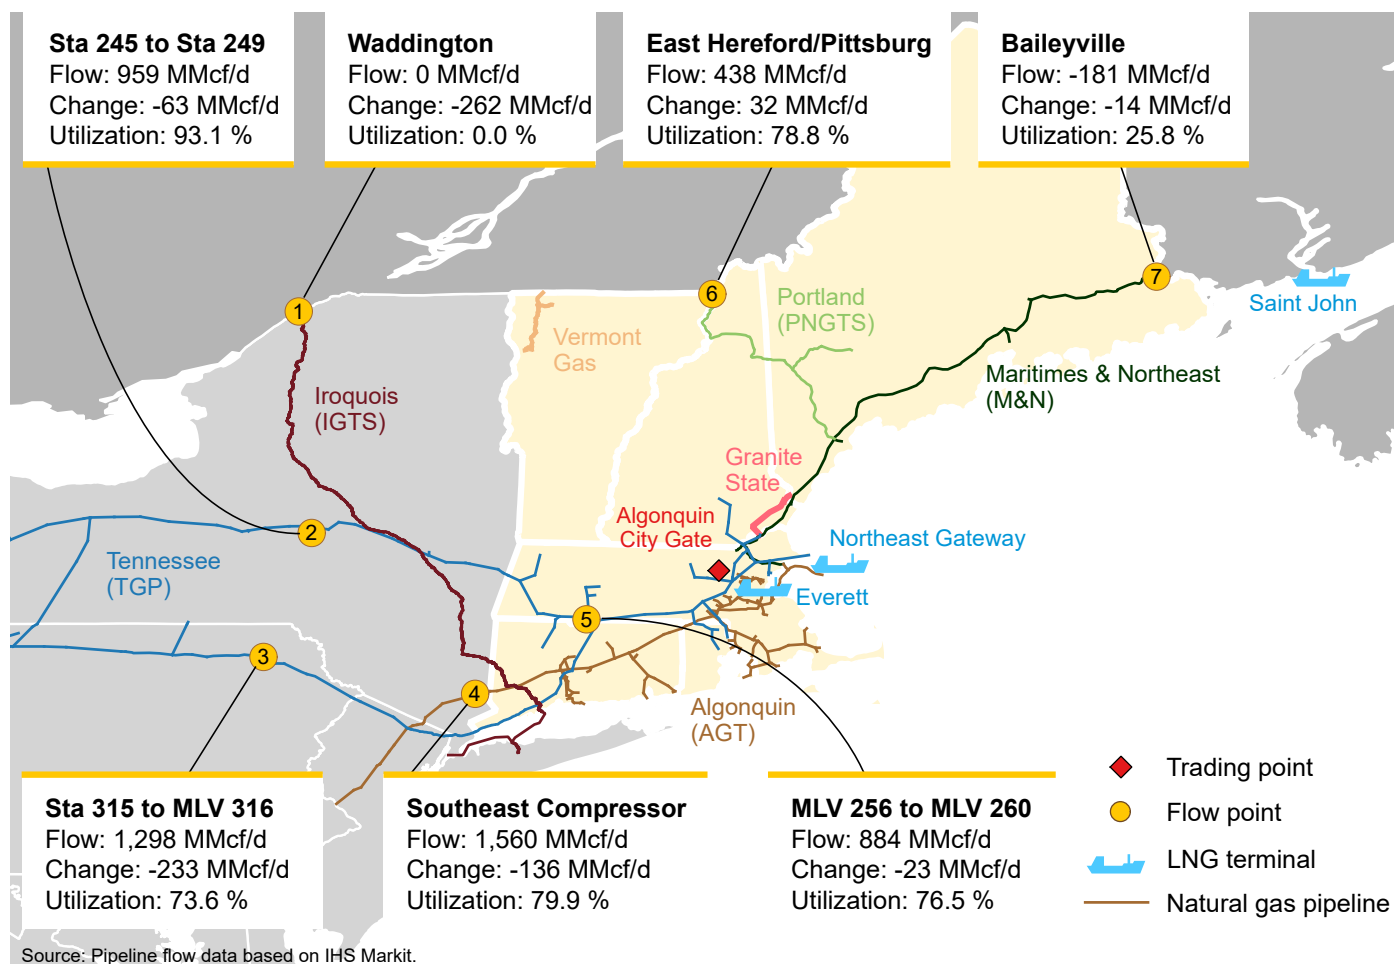 Sta 245 to Sta 249
Flow: 959 MMcf/d
Change: -63 MMcf/d
Utilization: 93.1 %
Waddington
Flow: 0 MMcf/d
Change: -262 MMcf/d
Utilization: 0.0 %
East Hereford/Pittsburg
Flow: 438 MMcf/d
Change: 32 MMcf/d
Utilization: 78.8 %
Baileyville
Flow: -181 MMcf/d
Change: -14 MMcf/d
Utilization: 25.8 %
1
6
7
Portland
(PNGTS)
Saint John
Vermont
Gas
Iroquois
(IGTS)
Maritimes & Northeast
(M&N)
Granite
State
Algonquin
City Gate
2
Northeast Gateway
Tennessee
(TGP)
Everett
5
3
4
Algonquin
(AGT)
Sta 315 to MLV 316
Flow: 1,298 MMcf/d
Change: -233 MMcf/d
Utilization: 73.6 %
Southeast Compressor
Flow: 1,560 MMcf/d
Change: -136 MMcf/d
Utilization: 79.9 %
MLV 256 to MLV 260
Flow: 884 MMcf/d
Change: -23 MMcf/d
Utilization: 76.5 %
Trading point
Flow point
LNG terminal
Natural gas pipeline
Source: Pipeline flow data based on IHS Markit.